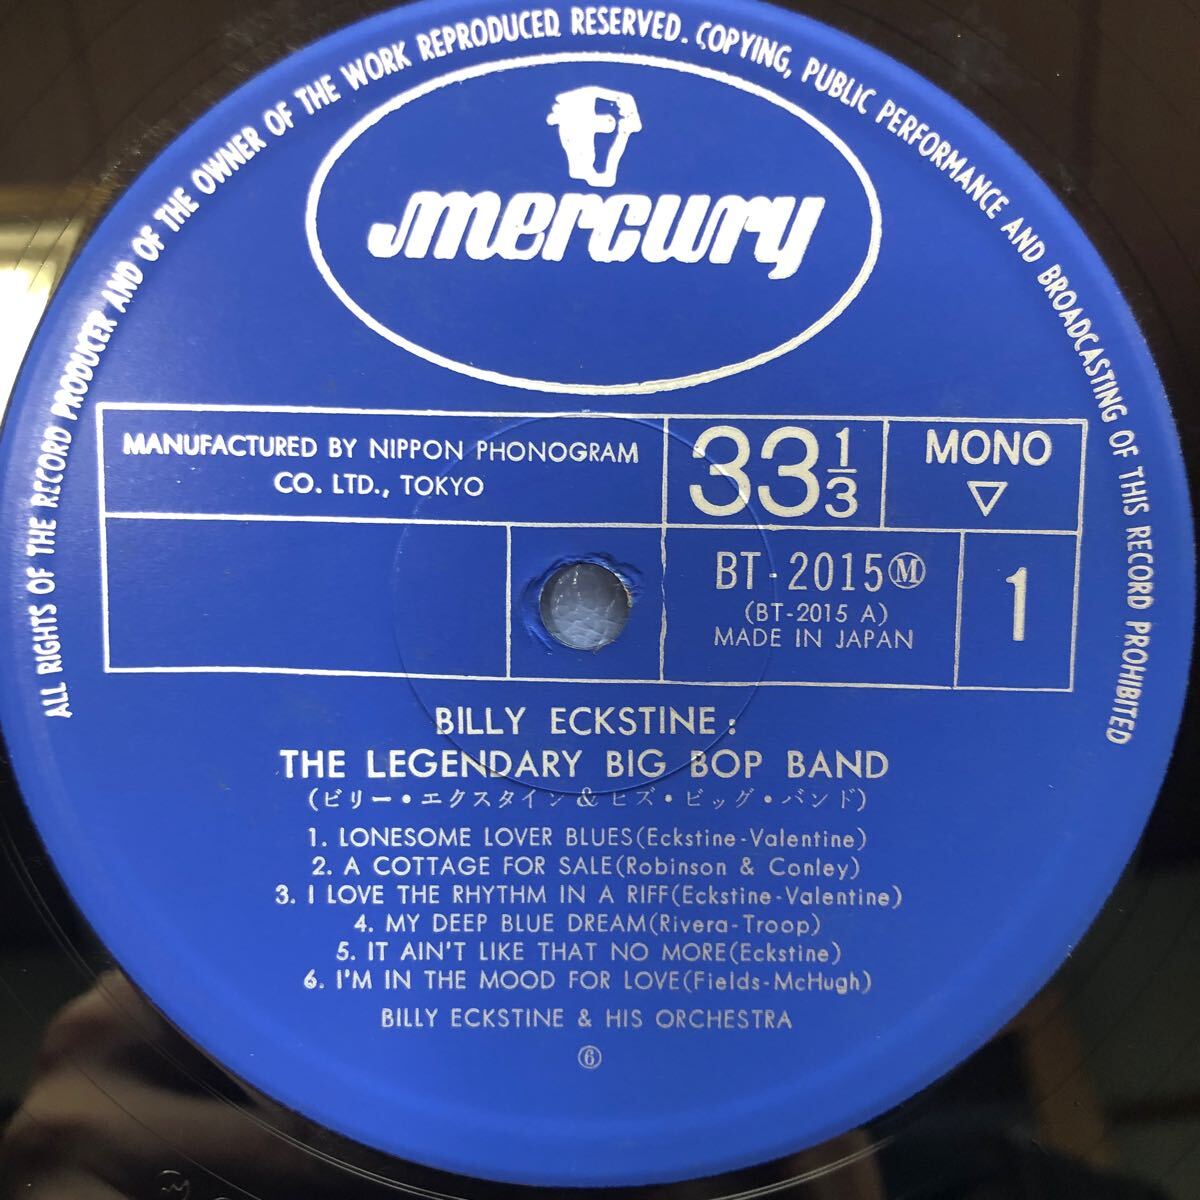 ALL RIGHTS OF THE RECORD PRODUCER AND OF THE OWNER OF THE WORK REPRODUCED RESERVED. COPYING, PUBLIC PERFORMANCE AND BROADCASTING OF THIS RECORD PROHIBITED
mercury
MANUFACTURED BY NIPPON PHONOGRAM
CO. LTD., TOKYO
33 1/3
MONO
▽
BT-2015Ⓜ
(BT-2015 A)
MADE IN JAPAN
1
BILLY ECKSTINE:
THE LEGENDARY BIG BOP BAND
(ビリー・エクスタイン&ヒズ・ビッグ・バンド)
1. LONESOME LOVER BLUES(Eckstine-Valentine)
2. A COTTAGE FOR SALE(Robinson & Conley)
3. I LOVE THE RHYTHM IN A RIFF(Eckstine-Valentine)
4. MY DEEP BLUE DREAM(Rivera-Troop)
5. IT AIN'T LIKE THAT NO MORE(Eckstine)
6. I'M IN THE MOOD FOR LOVE(Fields-McHugh)
BILLY ECKSTINE & HIS ORCHESTRA
⑥